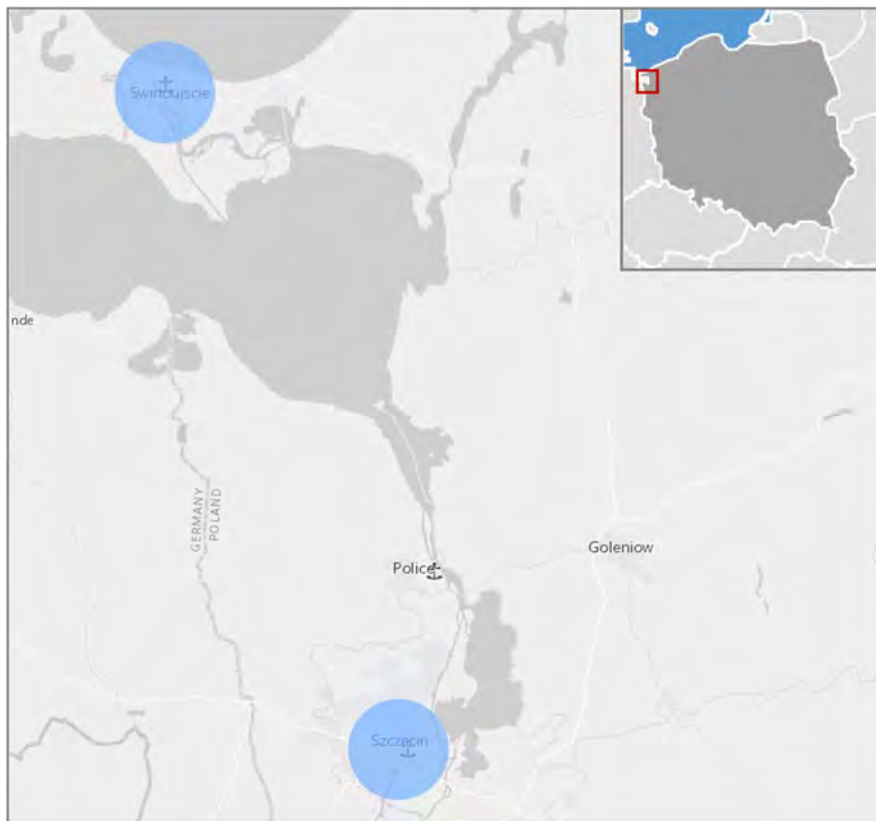 Swinoujscie
nde
GERMANY
POLAND
Police
Goleniow
Szczecin